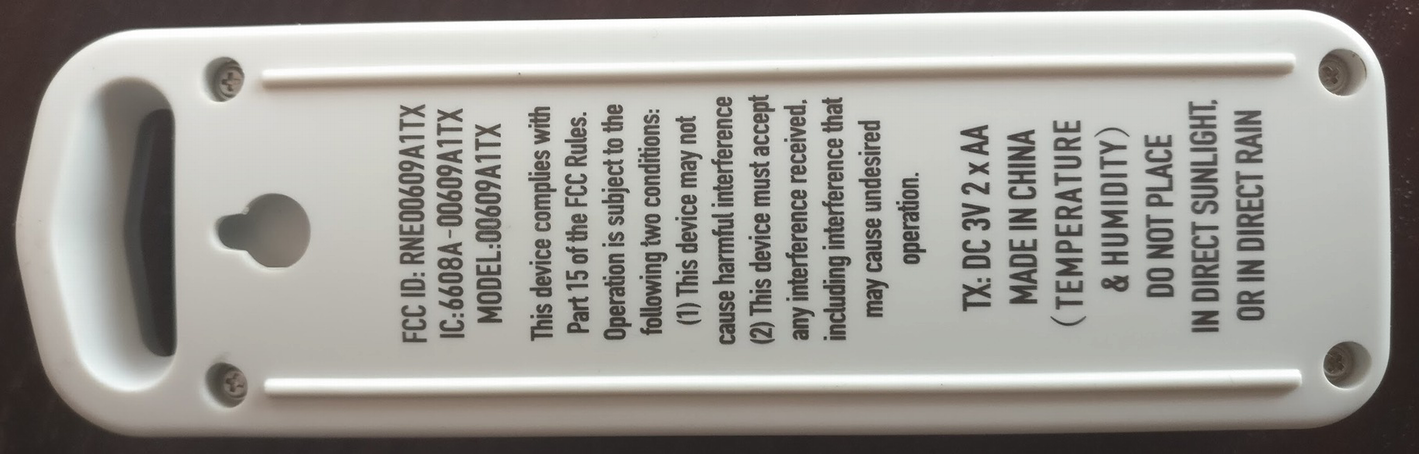 FCC ID: RNE00609A1TX
IC:6608A-00609A1TX
MODEL:00609A1TX
This device complies with
Part 15 of the FCC Rules.
Operation is subject to the
following two conditions:
(1) This device may not
cause harmful interference
(2) This device must accept
any interference received,
including interference that
may cause undesired
operation.
TX: DC 3V 2 x AA
MADE IN CHINA
(TEMPERATURE
& HUMIDITY)
DO NOT PLACE
IN DIRECT SUNLIGHT,
OR IN DIRECT RAIN